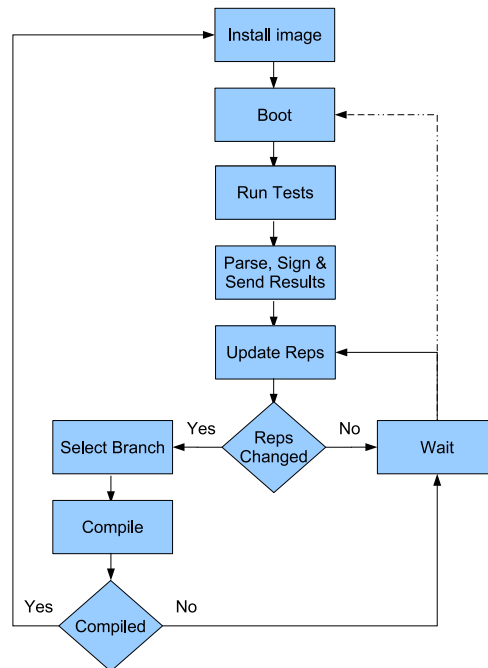 Install image
Boot
Run Tests
Parse, Sign &
Send Results
Update Reps
Yes
Reps
Changed
No
Select Branch
Wait
Compile
Yes
Compiled
No